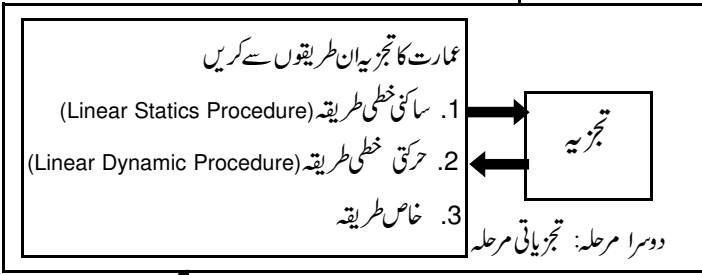 عمارت کا تجزیہ ان طریقوں سے کریں
1. ساکنی خطی طریقہ (Linear Statics Procedure)
2. حرکتی خطی طریقہ (Linear Dynamic Procedure)
3. خاص طریقہ
تجزیہ
دوسرا مرحلہ: تجزیاتی مرحلہ